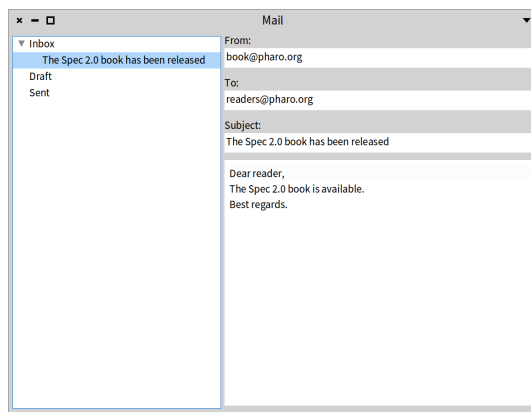 Mail
Inbox
The Spec 2.0 book has been released
Draft
Sent
From:
book@pharo.org
To:
readers@pharo.org
Subject:
The Spec 2.0 book has been released
Dear reader,
The Spec 2.0 book is available.
Best regards.